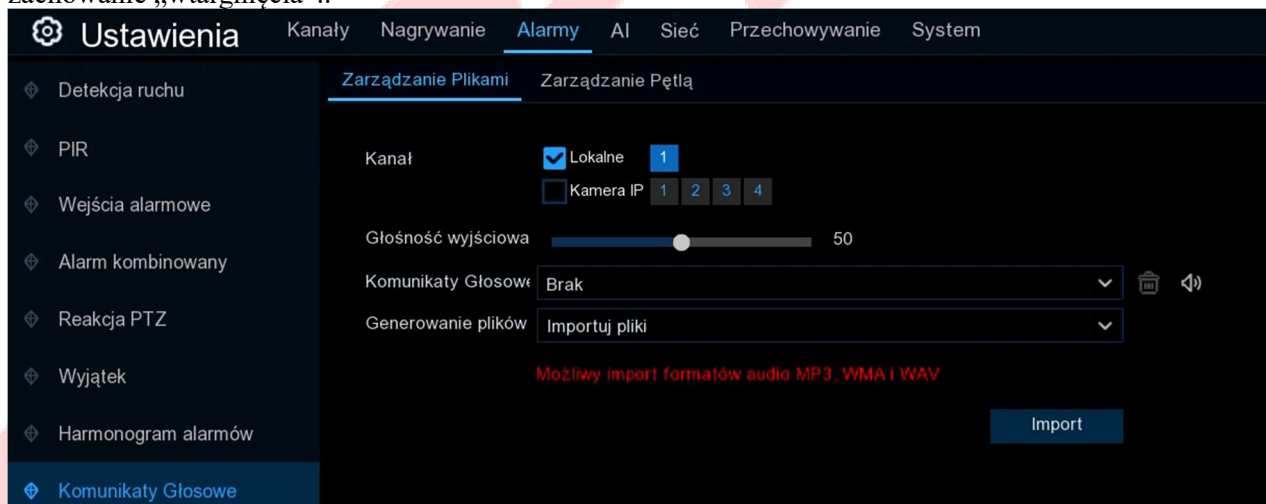 zachowanie „wtargnięcia”..
Ustawienia Kanały Nagrywanie Alarmy AI Sieć Przechowywanie System
Zarządzanie Plikami Zarządzanie Pętlą
Detekcja ruchu
PIR
Kanał Lokalne 1
Kamera IP 1 2 3 4
Wejścia alarmowe
Głośność wyjściowa 50
Alarm kombinowany
Komunikaty Głosowe Brak
Reakcja PTZ
Generowanie plików Importuj pliki
Wyjątek
Możliwy import formatów audio MP3, WMA i WAV
Harmonogram alarmów
Import
Komunikaty Głosowe